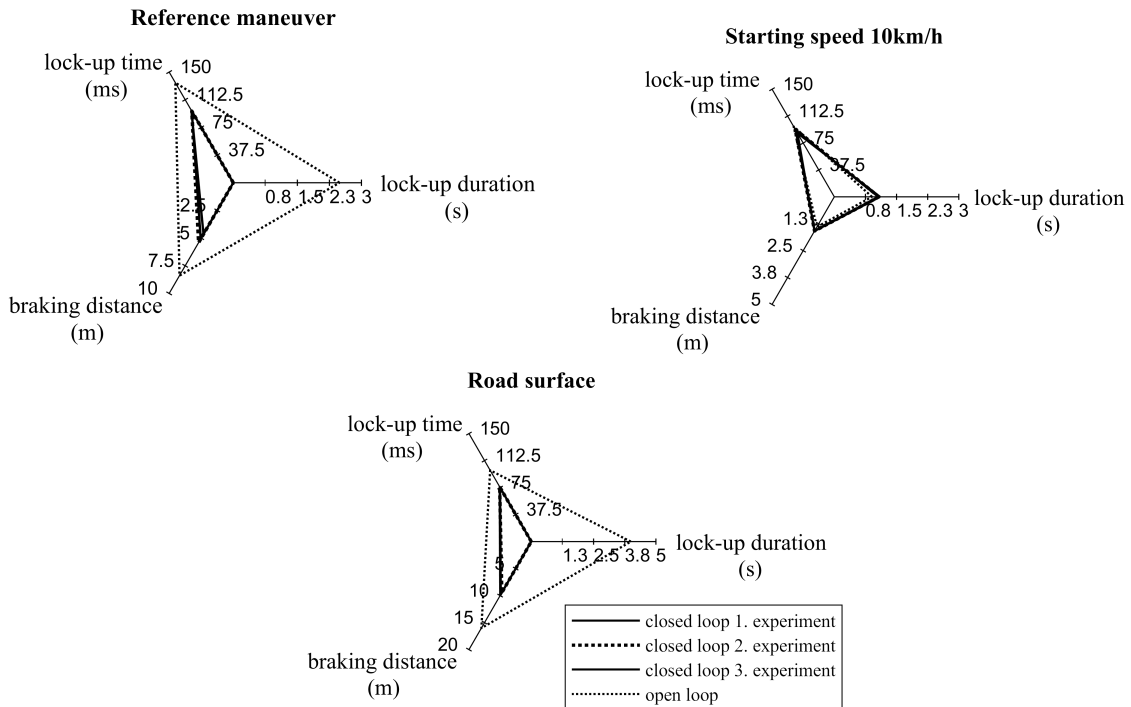 Reference maneuver
lock-up time
(ms)
150
112.5
75
37.5
0.8 1.5 2.3 3
lock-up duration
(s)
2.5
5
7.5
10
braking distance
(m)
Starting speed 10km/h
lock-up time
(ms)
150
112.5
75
37.5
0.8 1.5 2.3 3
lock-up duration
(s)
1.3
2.5
3.8
5
braking distance
(m)
Road surface
lock-up time
(ms)
150
112.5
75
37.5
1.3 2.5 3.8 5
lock-up duration
(s)
5
10
15
20
braking distance
(m)
closed loop 1. experiment
closed loop 2. experiment
closed loop 3. experiment
open loop